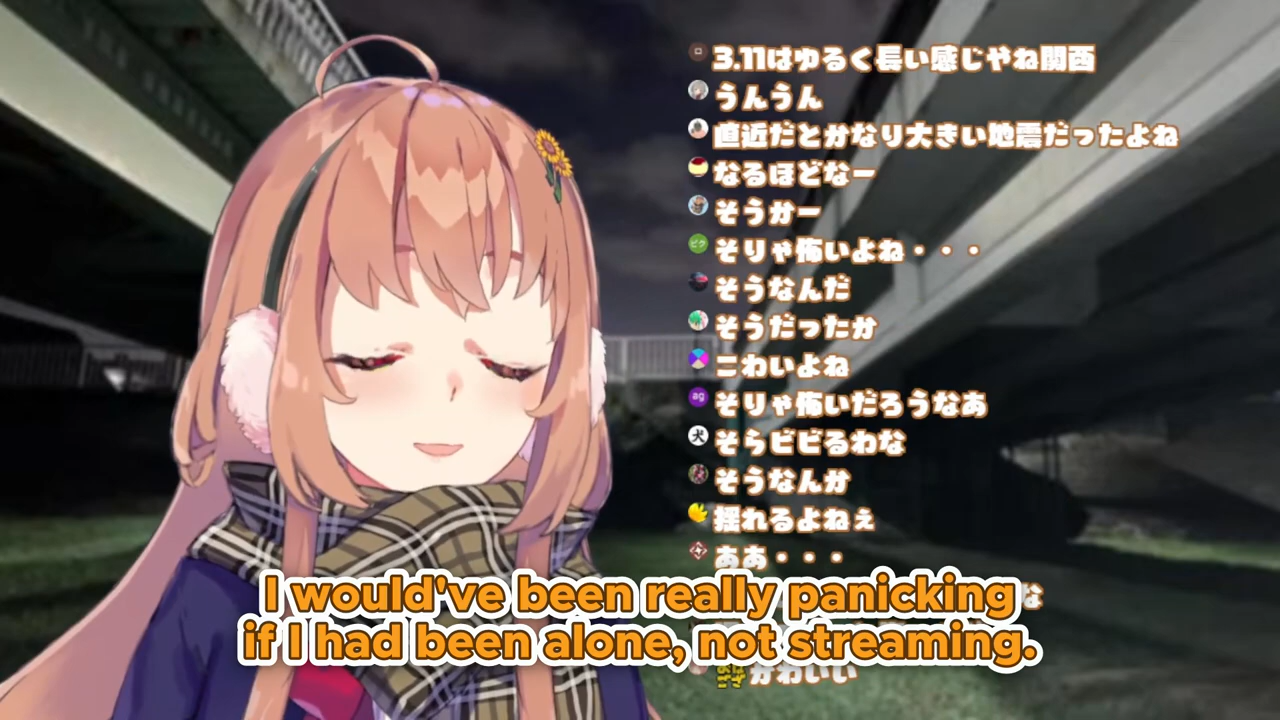 3.11はゆるく長い感じやね関西
うんうん
直近だとかなり大きい地震だったよね
なるほどなー
そうかー
そりゃ怖いよね・・・
そうなんだ
そうだったか
こわいよね
そりゃ怖いだろうなあ
そらビビるわな
そうなんか
揺れるよねぇ
ああ・・・
な
I would've been really panicking
if I had been alone, not streaming.
かわいい